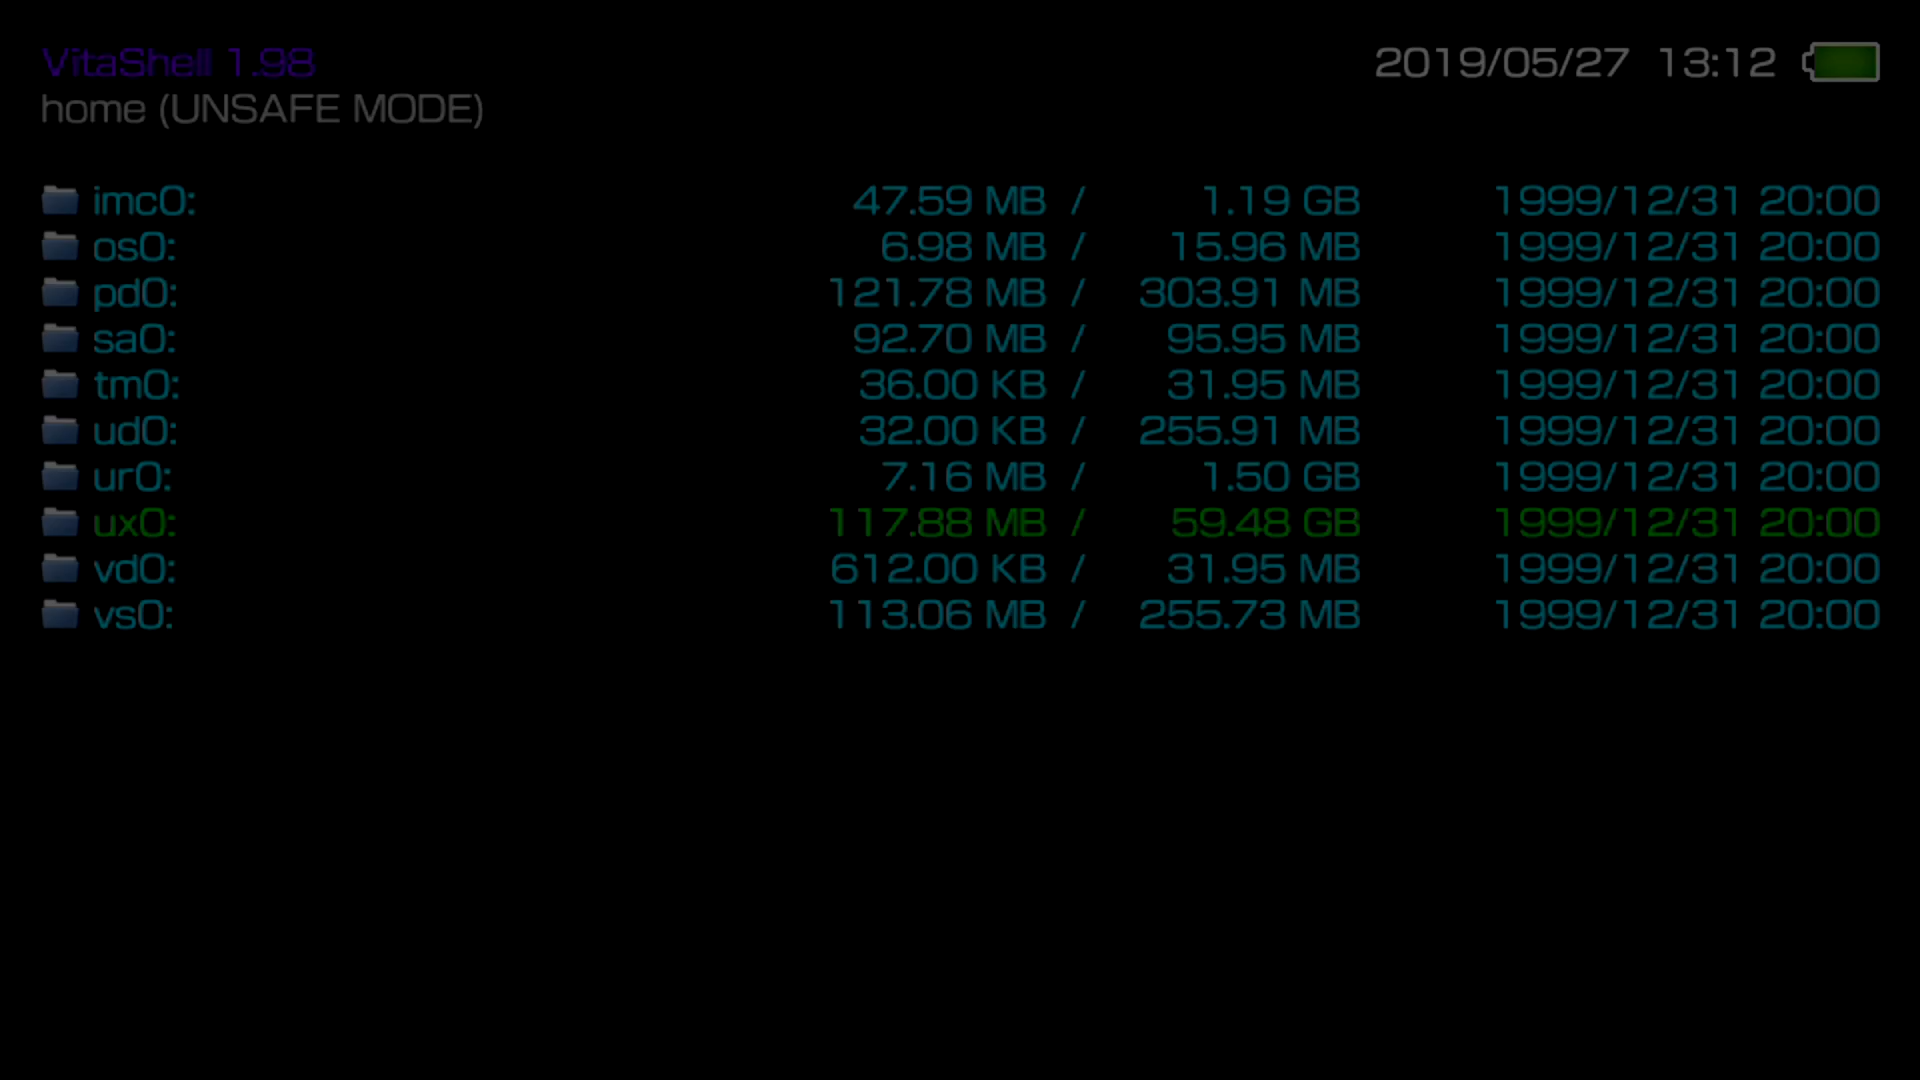 VitaShell 1.98 2019/05/27 13:12
home (UNSAFE MODE)
imc0: 47.59 MB / 1.19 GB 1999/12/31 20:00
os0: 6.98 MB / 15.96 MB 1999/12/31 20:00
pd0: 121.78 MB / 303.91 MB 1999/12/31 20:00
sa0: 92.70 MB / 95.95 MB 1999/12/31 20:00
tm0: 36.00 KB / 31.95 MB 1999/12/31 20:00
ud0: 32.00 KB / 255.91 MB 1999/12/31 20:00
ur0: 7.16 MB / 1.50 GB 1999/12/31 20:00
ux0: 117.88 MB / 59.48 GB 1999/12/31 20:00
vd0: 612.00 KB / 31.95 MB 1999/12/31 20:00
vs0: 113.06 MB / 255.73 MB 1999/12/31 20:00